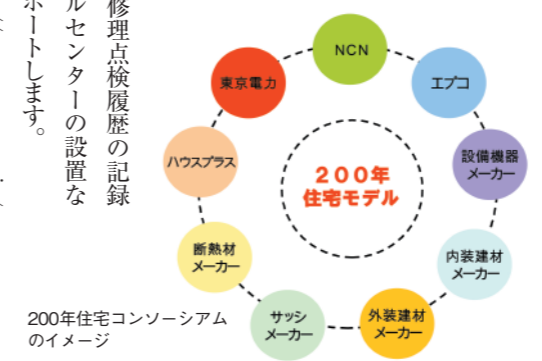 修理点検履歴の記録
ルセンターの設置な
ポートします。
NCN
エプコ
設備機器
メーカー
内装建材
メーカー
外装建材
メーカー
サッシ
メーカー
断熱材
メーカー
ハウスプラス
東京電力
200年
住宅モデル
200年住宅コンソーシアム
のイメージ